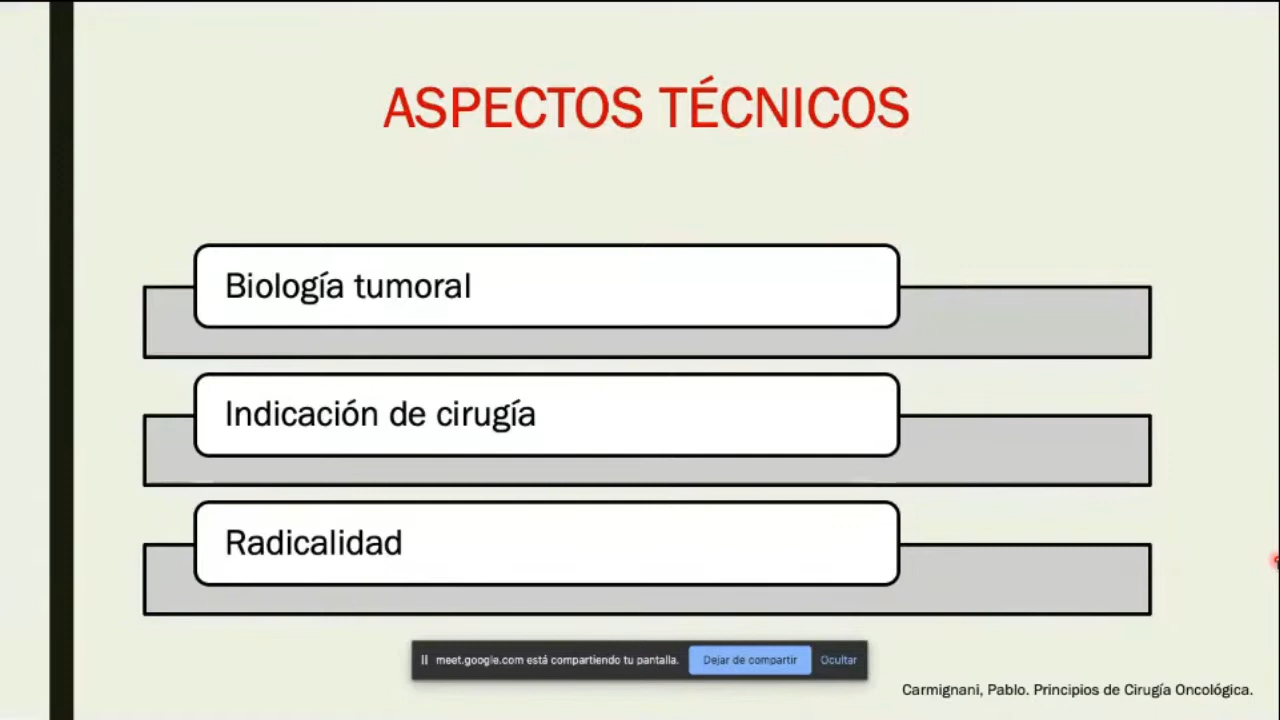 ASPECTOS TÉCNICOS
Biología tumoral
Indicación de cirugía
Radicalidad
meet.google.com está compartiendo tu pantalla. Dejar de compartir Ocultar
Carmignani, Pablo. Principios de Cirugía Oncológica.